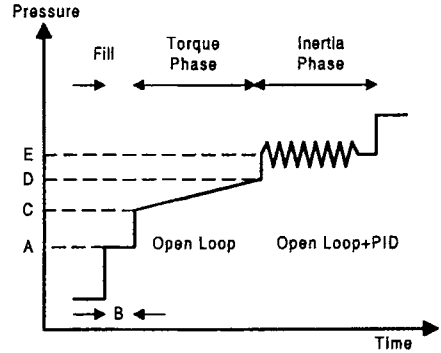 Pressure
Fill
Torque
Phase
Inertia
Phase
E
D
C
A
Open Loop
Open Loop+PID
B
Time